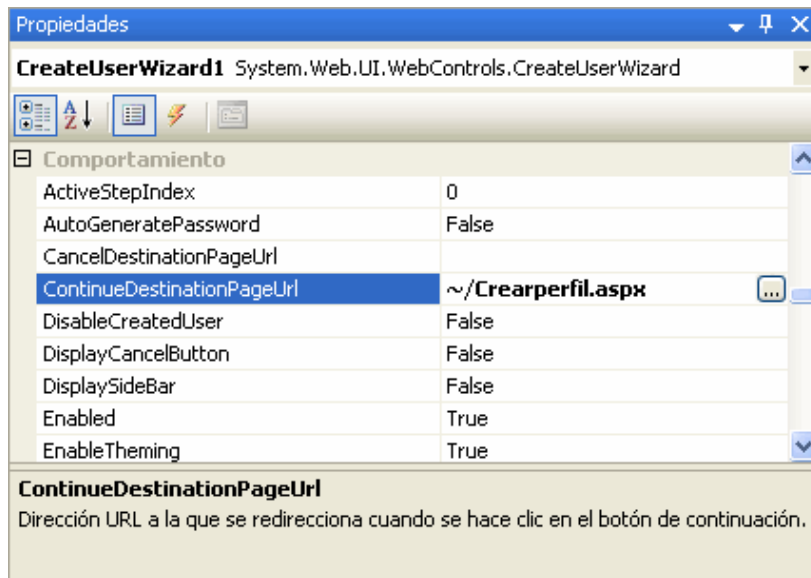 Propiedades
CreateUserWizard1 System.Web.UI.WebControls.CreateUserWizard
Comportamiento
ActiveStepIndex 0
AutoGeneratePassword False
CancelDestinationPageUrl
ContinueDestinationPageUrl ~/Crearperfil.aspx ...
DisableCreatedUser False
DisplayCancelButton False
DisplaySideBar False
Enabled True
EnableTheming True
ContinueDestinationPageUrl
Dirección URL a la que se redirecciona cuando se hace clic en el botón de continuación.